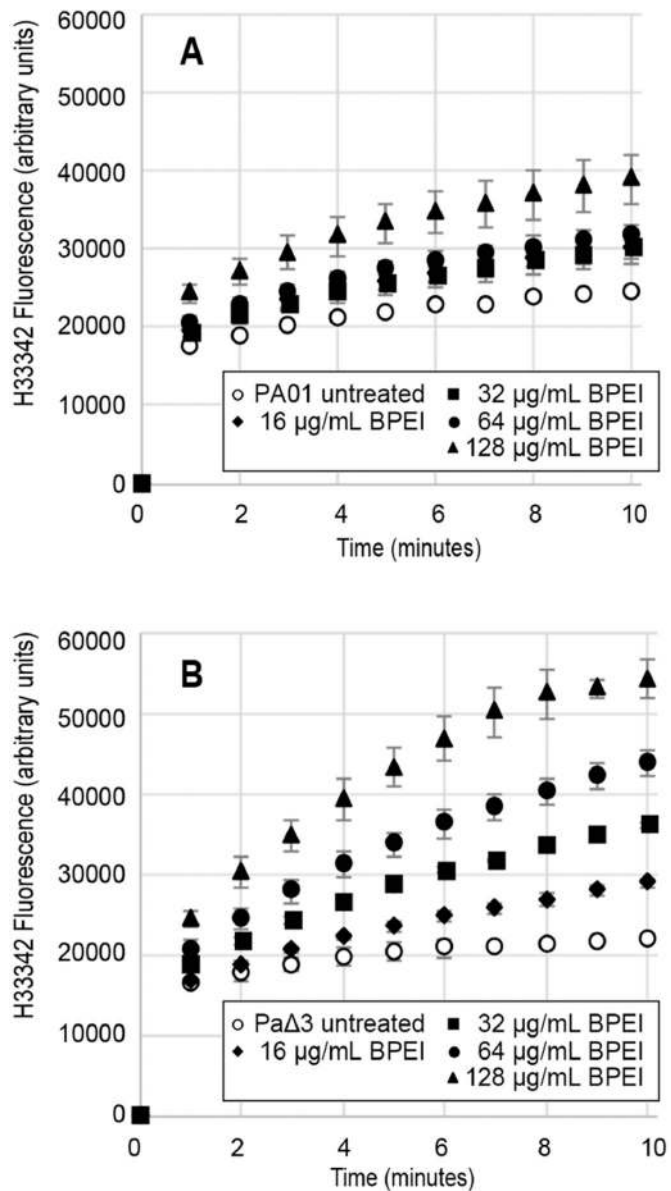 60000
A
50000
40000
30000
20000
10000
0
H33342 Fluorescence (arbitrary units)
PA01 untreated
32 µg/mL BPEI
16 µg/mL BPEI
64 µg/mL BPEI
128 µg/mL BPEI
0 2 4 6 8 10
Time (minutes)
60000
B
50000
40000
30000
20000
10000
0
H33342 Fluorescence (arbitrary units)
PaΔ3 untreated
32 µg/mL BPEI
16 µg/mL BPEI
64 µg/mL BPEI
128 µg/mL BPEI
0 2 4 6 8 10
Time (minutes)